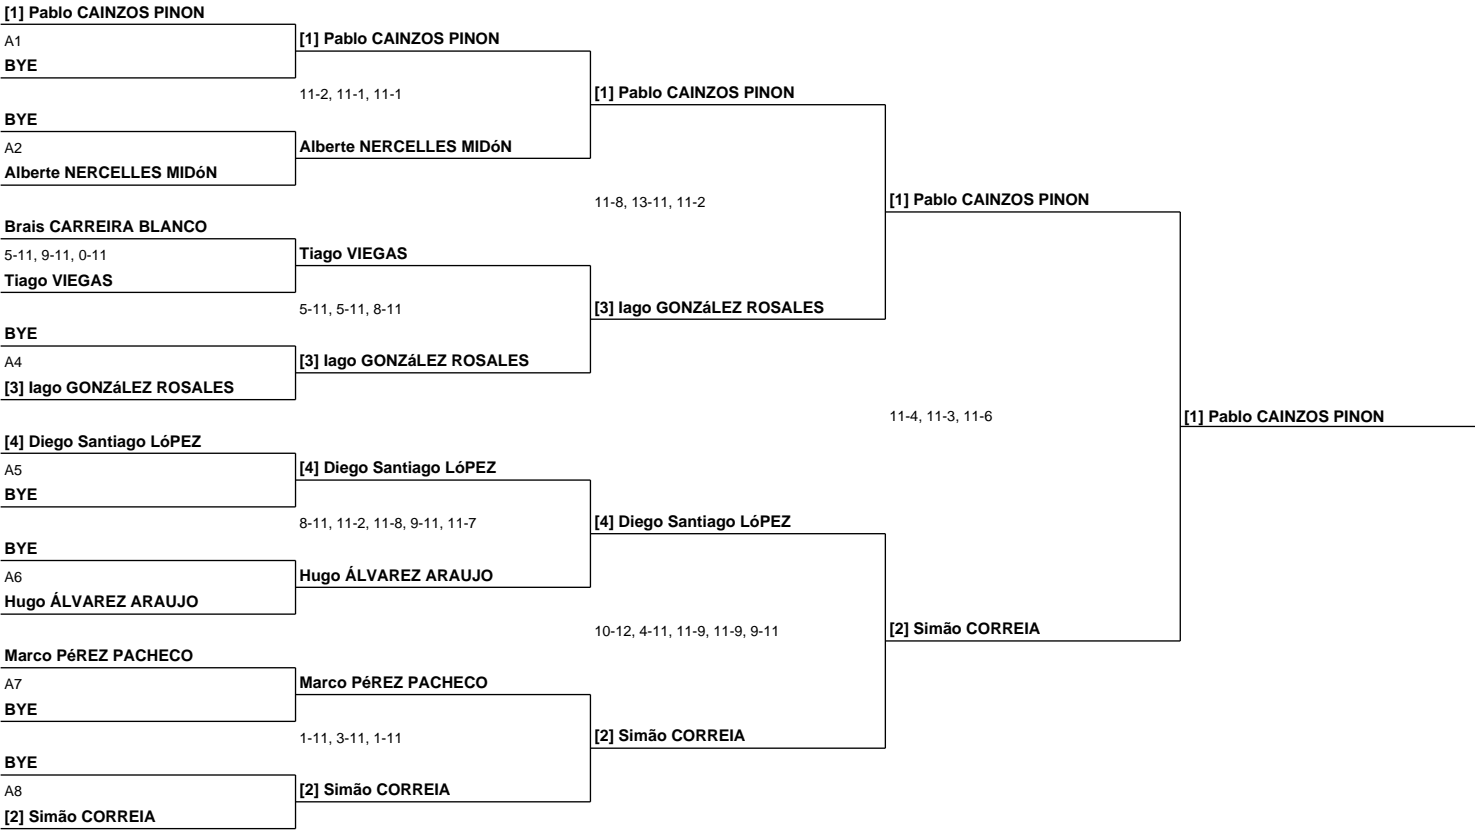 [1] Pablo CAINZOS PINON
A1
[1] Pablo CAINZOS PINON
BYE
11-2, 11-1, 11-1
[1] Pablo CAINZOS PINON
BYE
A2
Alberte NERCELLES MIDóN
Alberte NERCELLES MIDóN
11-8, 13-11, 11-2
[1] Pablo CAINZOS PINON
Brais CARREIRA BLANCO
5-11, 9-11, 0-11
Tiago VIEGAS
Tiago VIEGAS
5-11, 5-11, 8-11
[3] Iago GONZáLEZ ROSALES
BYE
A4
[3] Iago GONZáLEZ ROSALES
[3] Iago GONZáLEZ ROSALES
11-4, 11-3, 11-6
[1] Pablo CAINZOS PINON
[4] Diego Santiago LóPEZ
A5
[4] Diego Santiago LóPEZ
BYE
8-11, 11-2, 11-8, 9-11, 11-7
[4] Diego Santiago LóPEZ
BYE
A6
Hugo ÁLVAREZ ARAUJO
Hugo ÁLVAREZ ARAUJO
10-12, 4-11, 11-9, 11-9, 9-11
[2] Simão CORREIA
Marco PéREZ PACHECO
A7
Marco PéREZ PACHECO
BYE
1-11, 3-11, 1-11
[2] Simão CORREIA
BYE
A8
[2] Simão CORREIA
[2] Simão CORREIA